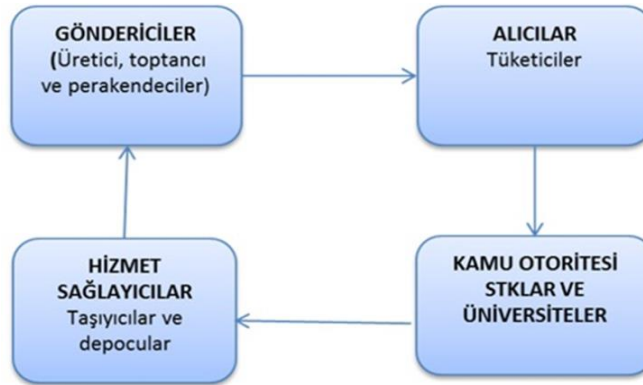 GÖNDERİCİLER
(Üretici, toptancı
ve perakendeciler)
ALICILAR
Tüketiciler
HİZMET
SAĞLAYICILAR
Taşıyıcılar ve
depocular
KAMU OTORİTESİ
STKLAR VE
ÜNİVERSİTELER